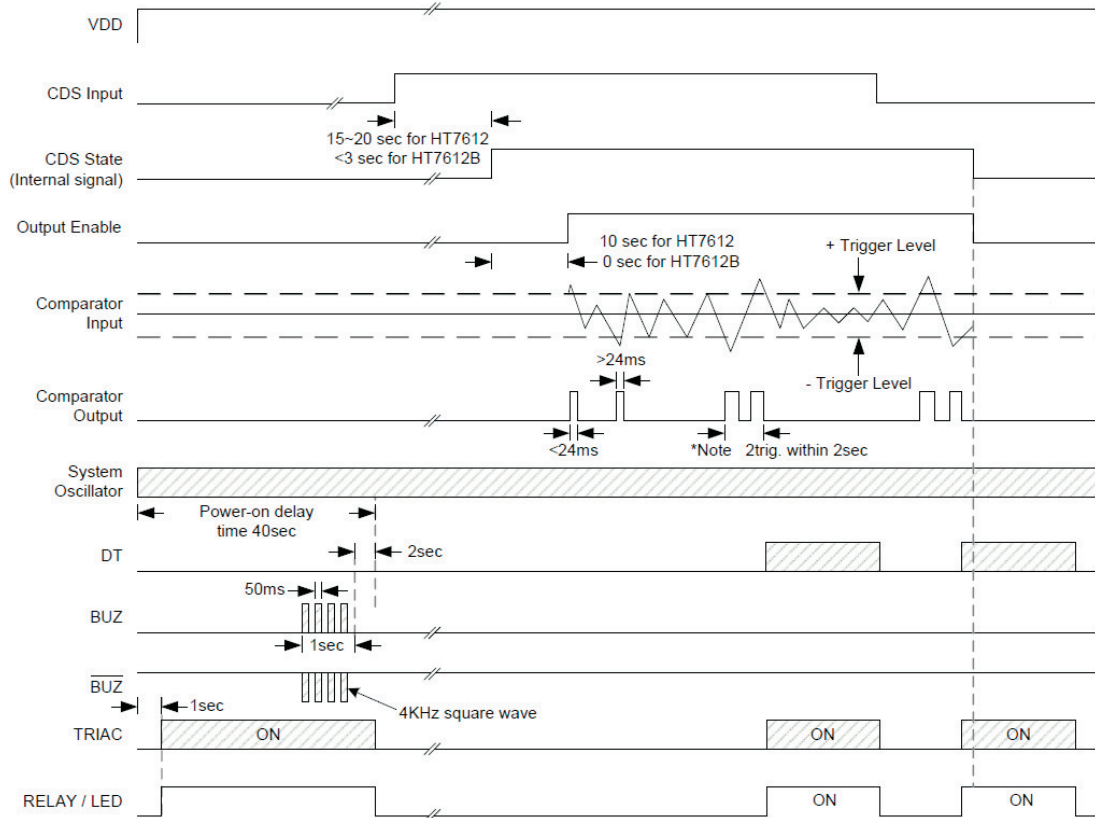 VDD
CDS Input
15~20 sec for HT7612
<3 sec for HT7612B
CDS State
(Internal signal)
Output Enable
10 sec for HT7612
0 sec for HT7612B
+ Trigger Level
Comparator
Input
>24ms
- Trigger Level
Comparator
Output
<24ms
*Note 2trig. within 2sec
System
Oscillator
Power-on delay
time 40sec
DT
2sec
50ms
BUZ
1sec
BUZ
1sec
4KHz square wave
TRIAC
ON
ON
ON
RELAY / LED
ON
ON